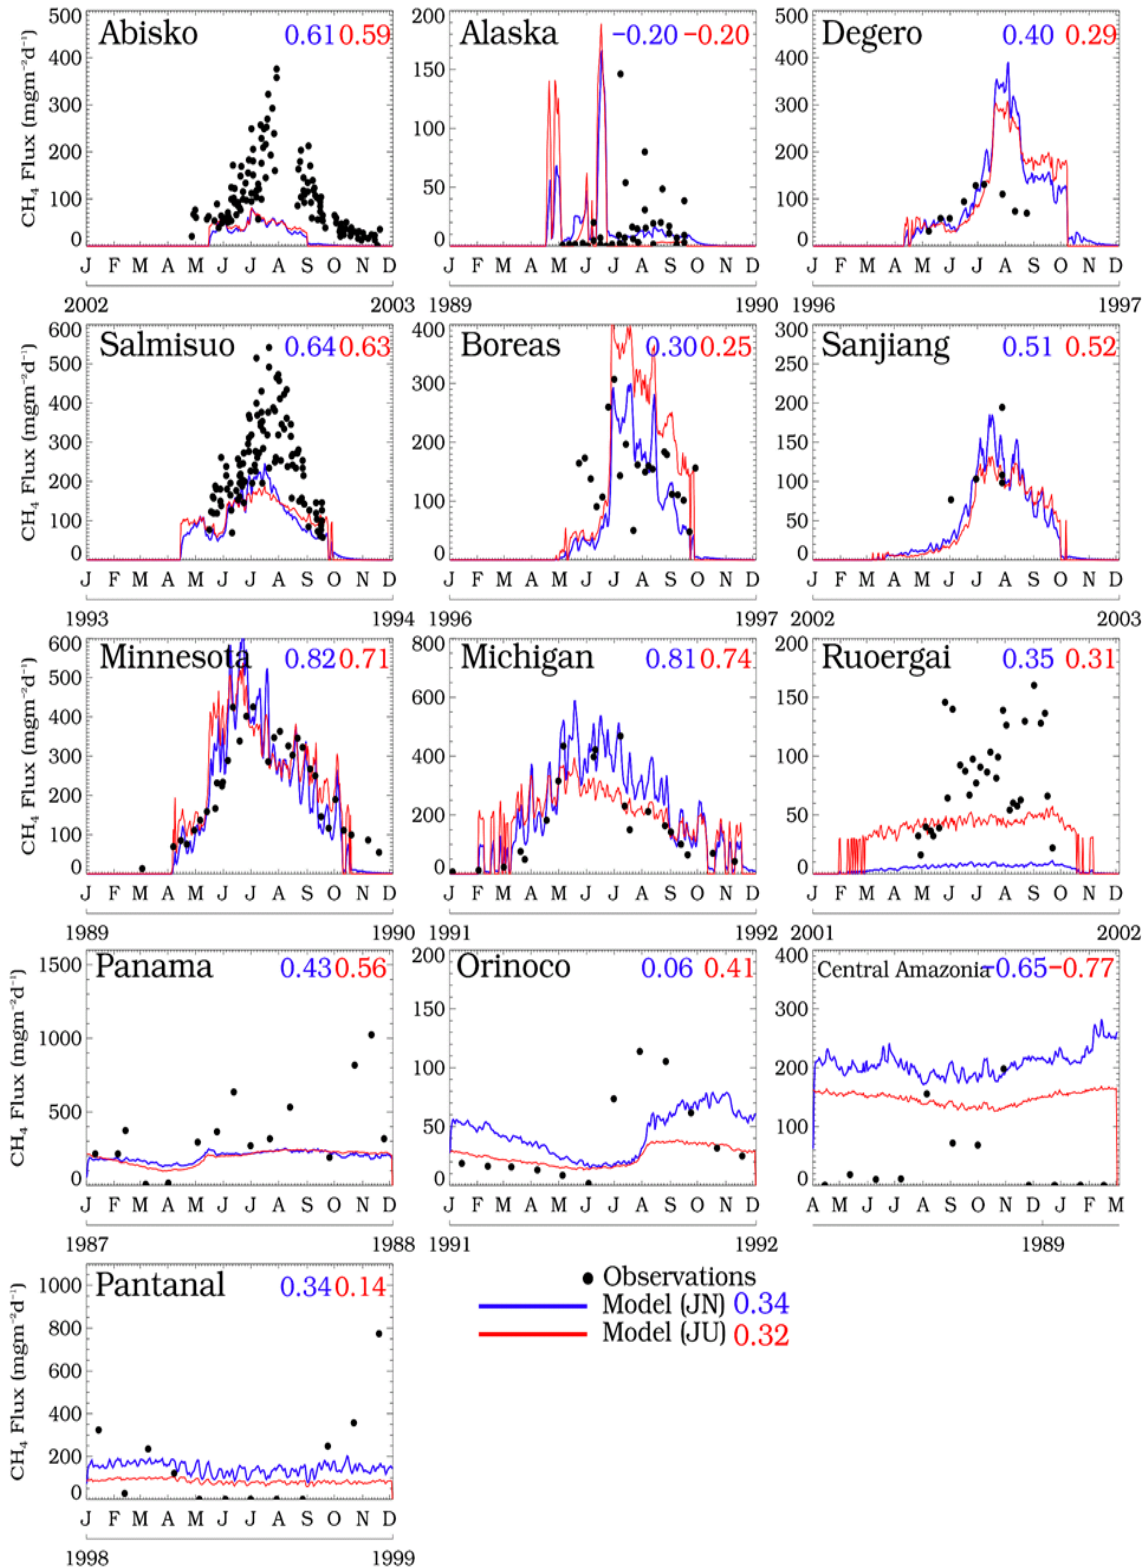 Abisko 0.61 0.59
CH₄ Flux (mgm⁻²d⁻¹)
500
400
300
200
100
0
J F M A M J J A S O N D
2002 2003
Alaska −0.20 −0.20
200
150
100
50
0
J F M A M J J A S O N D
1989 1990
Degero 0.40 0.29
500
400
300
200
100
0
J F M A M J J A S O N D
1996 1997
Salmisuo 0.64 0.63
CH₄ Flux (mgm⁻²d⁻¹)
600
500
400
300
200
100
0
J F M A M J J A S O N D
1993 1994
Boreas 0.30 0.25
400
300
200
100
0
J F M A M J J A S O N D
1996 1997
Sanjiang 0.51 0.52
300
250
200
150
100
50
0
J F M A M J J A S O N D
2002 2003
Minnesota 0.82 0.71
CH₄ Flux (mgm⁻²d⁻¹)
600
500
400
300
200
100
0
J F M A M J J A S O N D
1989 1990
Michigan 0.81 0.74
800
600
400
200
0
J F M A M J J A S O N D
1991 1992
Ruoergai 0.35 0.31
200
150
100
50
0
J F M A M J J A S O N D
2001 2002
Panama 0.43 0.56
CH₄ Flux (mgm⁻²d⁻¹)
1500
1000
500
0
J F M A M J J A S O N D
1987 1988
Orinoco 0.06 0.41
200
150
100
50
0
J F M A M J J A S O N D
1991 1992
Central Amazonia −0.65 −0.77
400
300
200
100
0
A M J J A S O N D J F M
1989
Pantanal 0.34 0.14
CH₄ Flux (mgm⁻²d⁻¹)
1000
800
600
400
200
0
J F M A M J J A S O N D
1998 1999
Observations
Model (JN) 0.34
Model (JU) 0.32